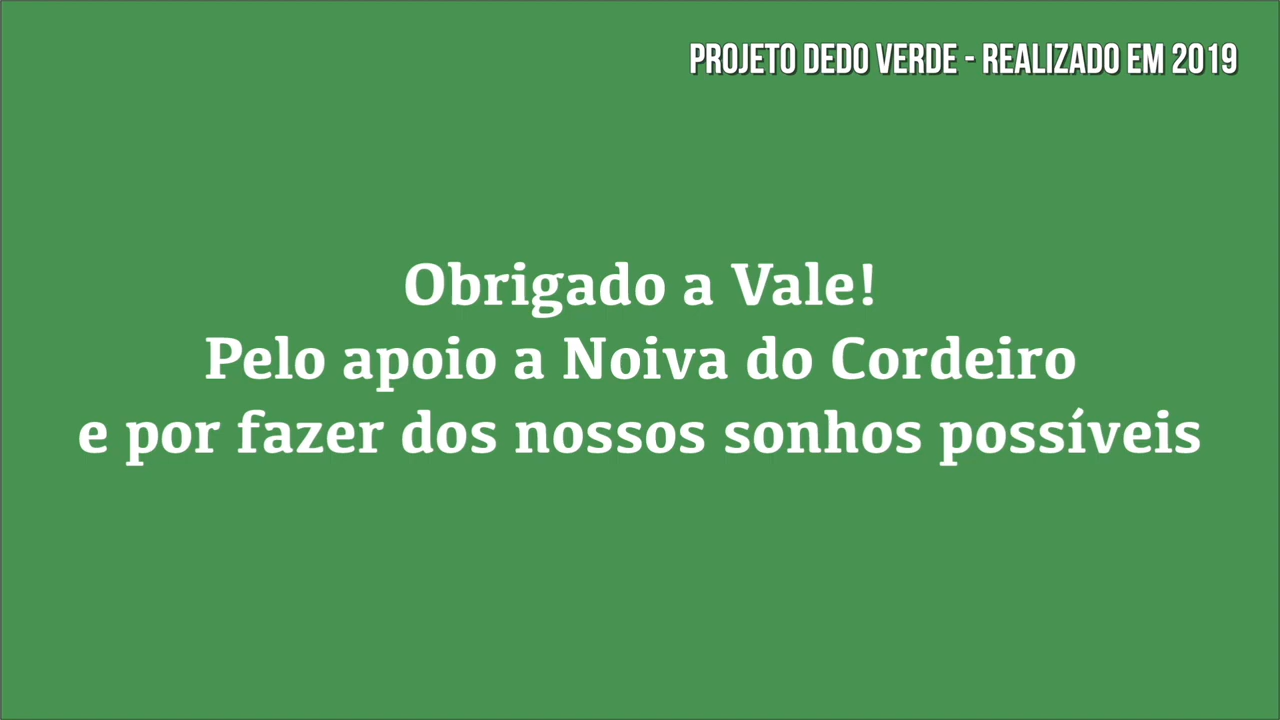 PROJETO DEDO VERDE - REALIZADO EM 2019
Obrigado a Vale!
Pelo apoio a Noiva do Cordeiro
e por fazer dos nossos sonhos possíveis